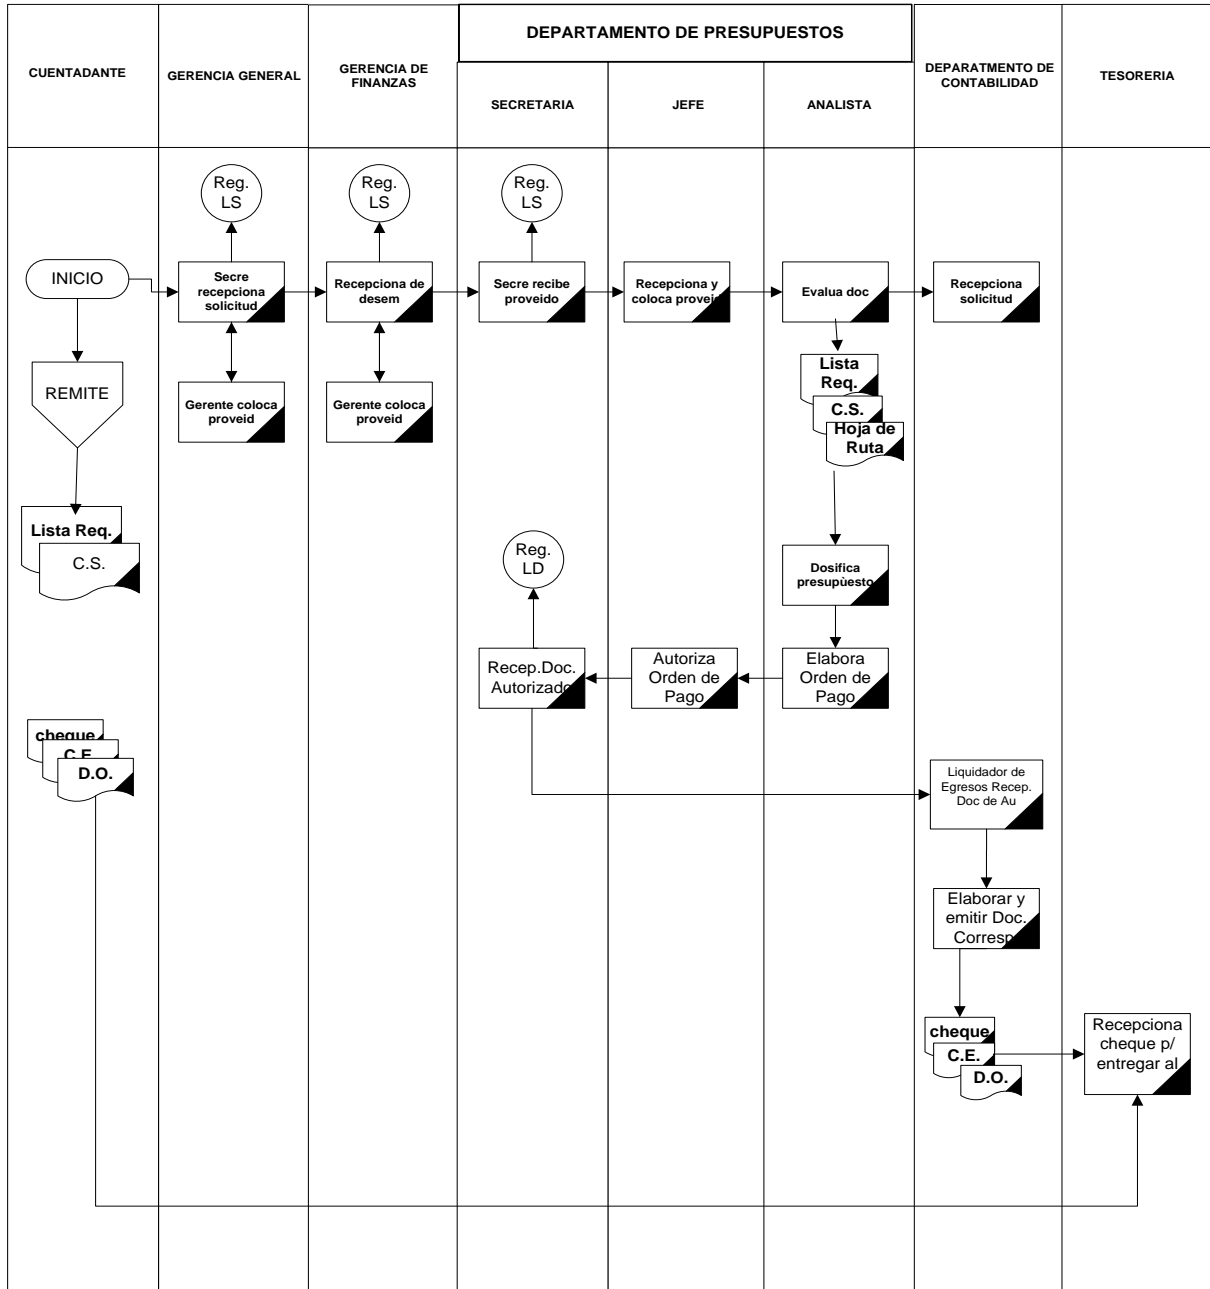 DEPARTAMENTO DE PRESUPUESTOS
CUENTADANTE
GERENCIA GENERAL
GERENCIA DE
FINANZAS
SECRETARIA
JEFE
ANALISTA
DEPARATMENTO DE
CONTABILIDAD
TESORERIA
Reg.
LS
Reg.
LS
Reg.
LS
INICIO
Secre
recepciona
solicitud
Recepciona de
desem
Secre recibe
proveido
Recepciona y
coloca proveid
Evalua doc
Recepciona
solicitud
REMITE
Gerente coloca
proveid
Gerente coloca
proveid
Lista
Req.
C.S.
Hoja de
Ruta
Lista Req.
C.S.
Reg.
LD
Dosifica
presupùesto
Recep.Doc.
Autorizado
Autoriza
Orden de
Pago
Elabora
Orden de
Pago
cheque
C.E.
D.O.
Liquidador de
Egresos Recep.
Doc de Au
Elaborar y
emitir Doc.
Corresp
cheque
C.E.
D.O.
Recepciona
cheque p/
entregar al